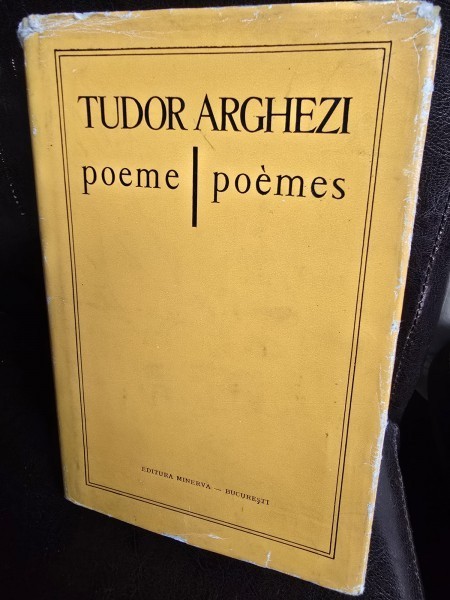 TUDOR ARGHEZI
poeme | poèmes
EDITURA MINERVA — BUCUREŞTI